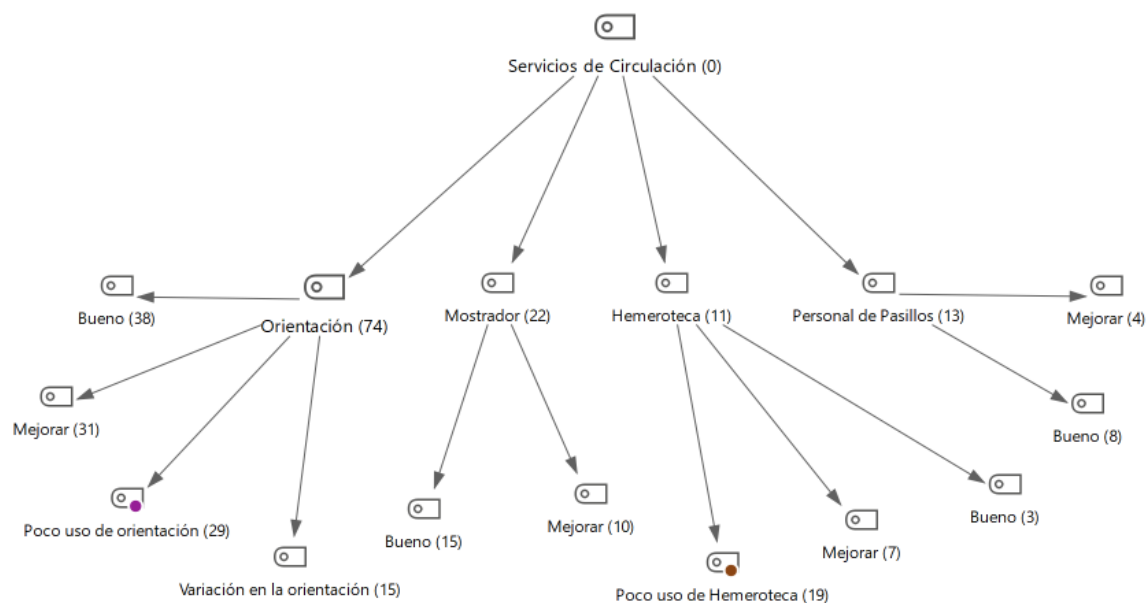 Servicios de Circulación (0)
Bueno (38)
Orientación (74)
Mostrador (22)
Hemeroteca (11)
Personal de Pasillos (13)
Mejorar (4)
Mejorar (31)
Bueno (8)
Poco uso de orientación (29)
Variación en la orientación (15)
Bueno (15)
Mejorar (10)
Poco uso de Hemeroteca (19)
Mejorar (7)
Bueno (3)